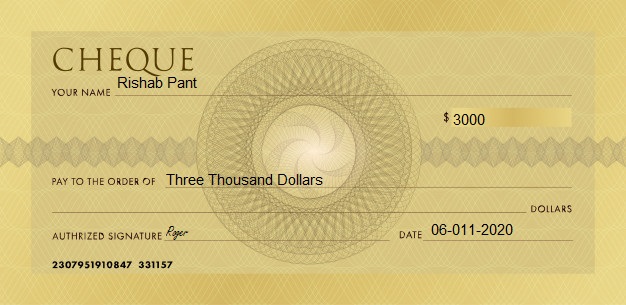 CHEQUE
YOUR NAME Rishab Pant
$ 3000
PAY TO THE ORDER OF Three Thousand Dollars
DOLLARS
AUTHRIZED SIGNATURE Roger DATE 06-011-2020
2307951910847 331157